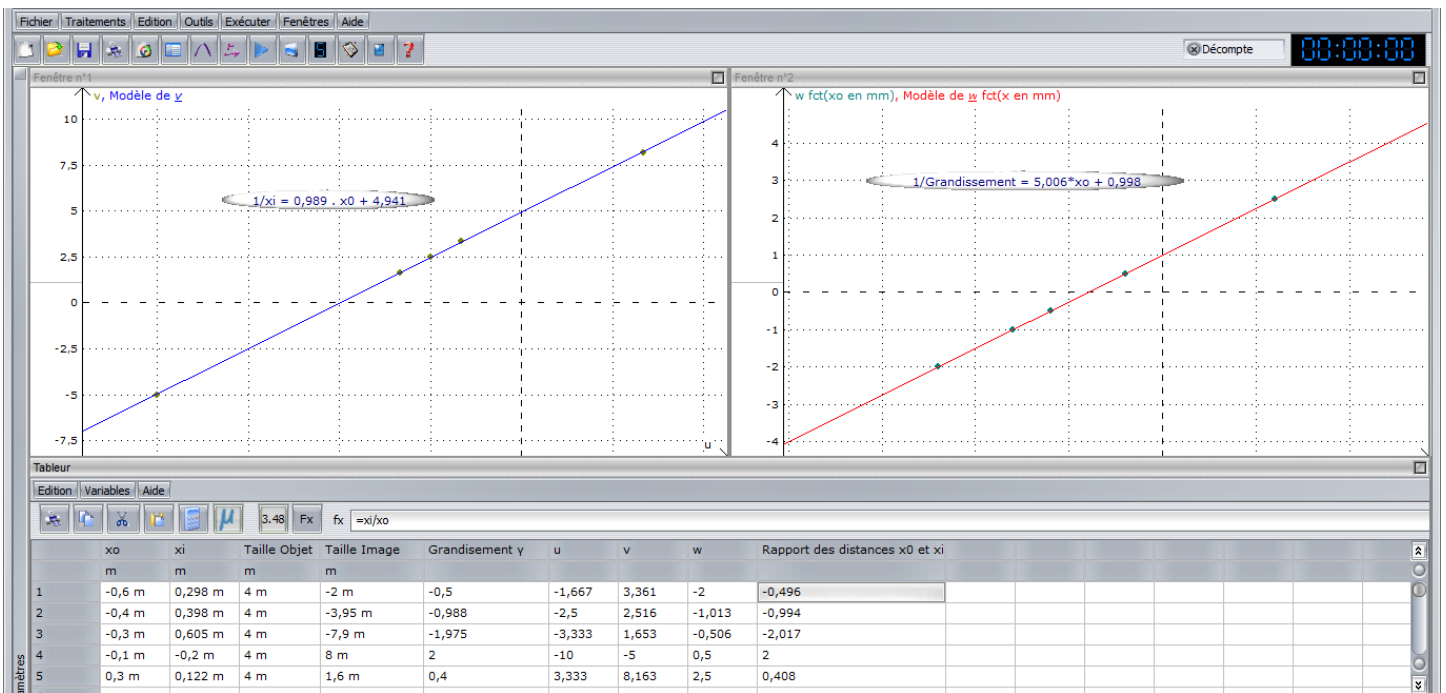 Fichier Traitements Edition Outils Exécuter Fenêtres Aide
Décompte 00:00:00
Fenêtre n°1
v, Modèle de v
10
7,5
5
2,5
0
-2,5
-5
-7,5
1/xi = 0,989 . x0 + 4,941
u
Fenêtre n°2
w fct(xo en mm), Modèle de w fct(x en mm)
4
3
2
1
0
-1
-2
-3
-4
1/Grandissement = 5,006*xo + 0,998
Tableur
Edition Variables Aide
3.48 Fx fx =xi/xo
xo xi Taille Objet Taille Image Grandisement γ u v w Rapport des distances x0 et xi
m m m m
1 -0,6 m 0,298 m 4 m -2 m -0,5 -1,667 3,361 -2 -0,496
2 -0,4 m 0,398 m 4 m -3,95 m -0,988 -2,5 2,516 -1,013 -0,994
3 -0,3 m 0,605 m 4 m -7,9 m -1,975 -3,333 1,653 -0,506 -2,017
4 -0,1 m -0,2 m 4 m 8 m 2 -10 -5 0,5 2
5 0,3 m 0,122 m 4 m 1,6 m 0,4 3,333 8,163 2,5 0,408